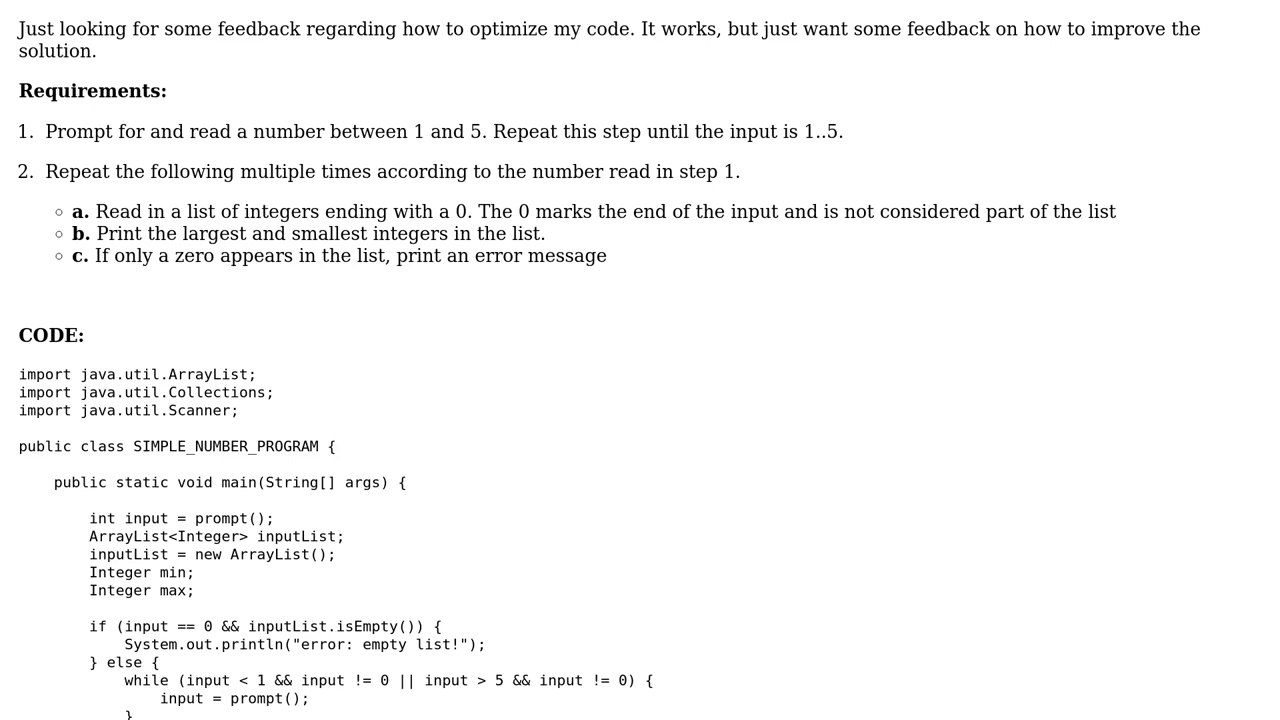 Just looking for some feedback regarding how to optimize my code. It works, but just want some feedback on how to improve the
solution.
Requirements:
1. Prompt for and read a number between 1 and 5. Repeat this step until the input is 1..5.
2. Repeat the following multiple times according to the number read in step 1.
○ a. Read in a list of integers ending with a 0. The 0 marks the end of the input and is not considered part of the list
○ b. Print the largest and smallest integers in the list.
○ c. If only a zero appears in the list, print an error message
CODE:
import java.util.ArrayList;
import java.util.Collections;
import java.util.Scanner;
public class SIMPLE_NUMBER_PROGRAM {
    public static void main(String[] args) {
        int input = prompt();
        ArrayList<Integer> inputList;
        inputList = new ArrayList();
        Integer min;
        Integer max;
        if (input == 0 && inputList.isEmpty()) {
            System.out.println("error: empty list!");
        } else {
            while (input < 1 && input != 0 || input > 5 && input != 0) {
                input = prompt();
            }